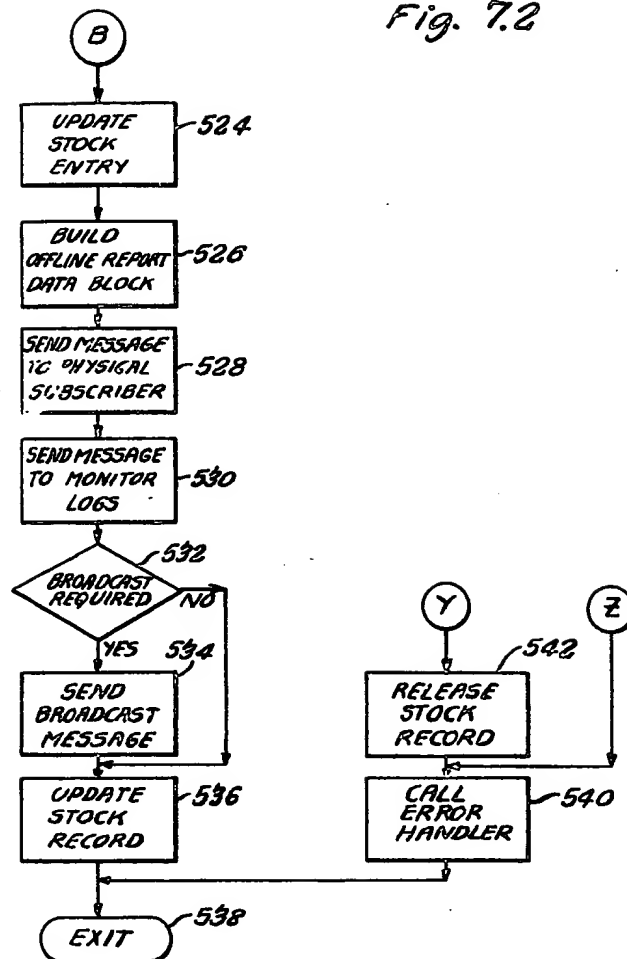 Fig. 7.2
B
UPDATE
STOCK
ENTRY
524
BUILD
OFFLINE REPORT
DATA BLOCK
526
SEND MESSAGE
TO PHYSICAL
SUBSCRIBER
528
SEND MESSAGE
TO MONITOR
LOGS
530
532
BROADCAST
REQUIRED
NO
YES
534
SEND
BROADCAST
MESSAGE
UPDATE
STOCK
RECORD
536
EXIT
538
Y
Z
542
RELEASE
STOCK
RECORD
CALL
ERROR
HANDLER
540